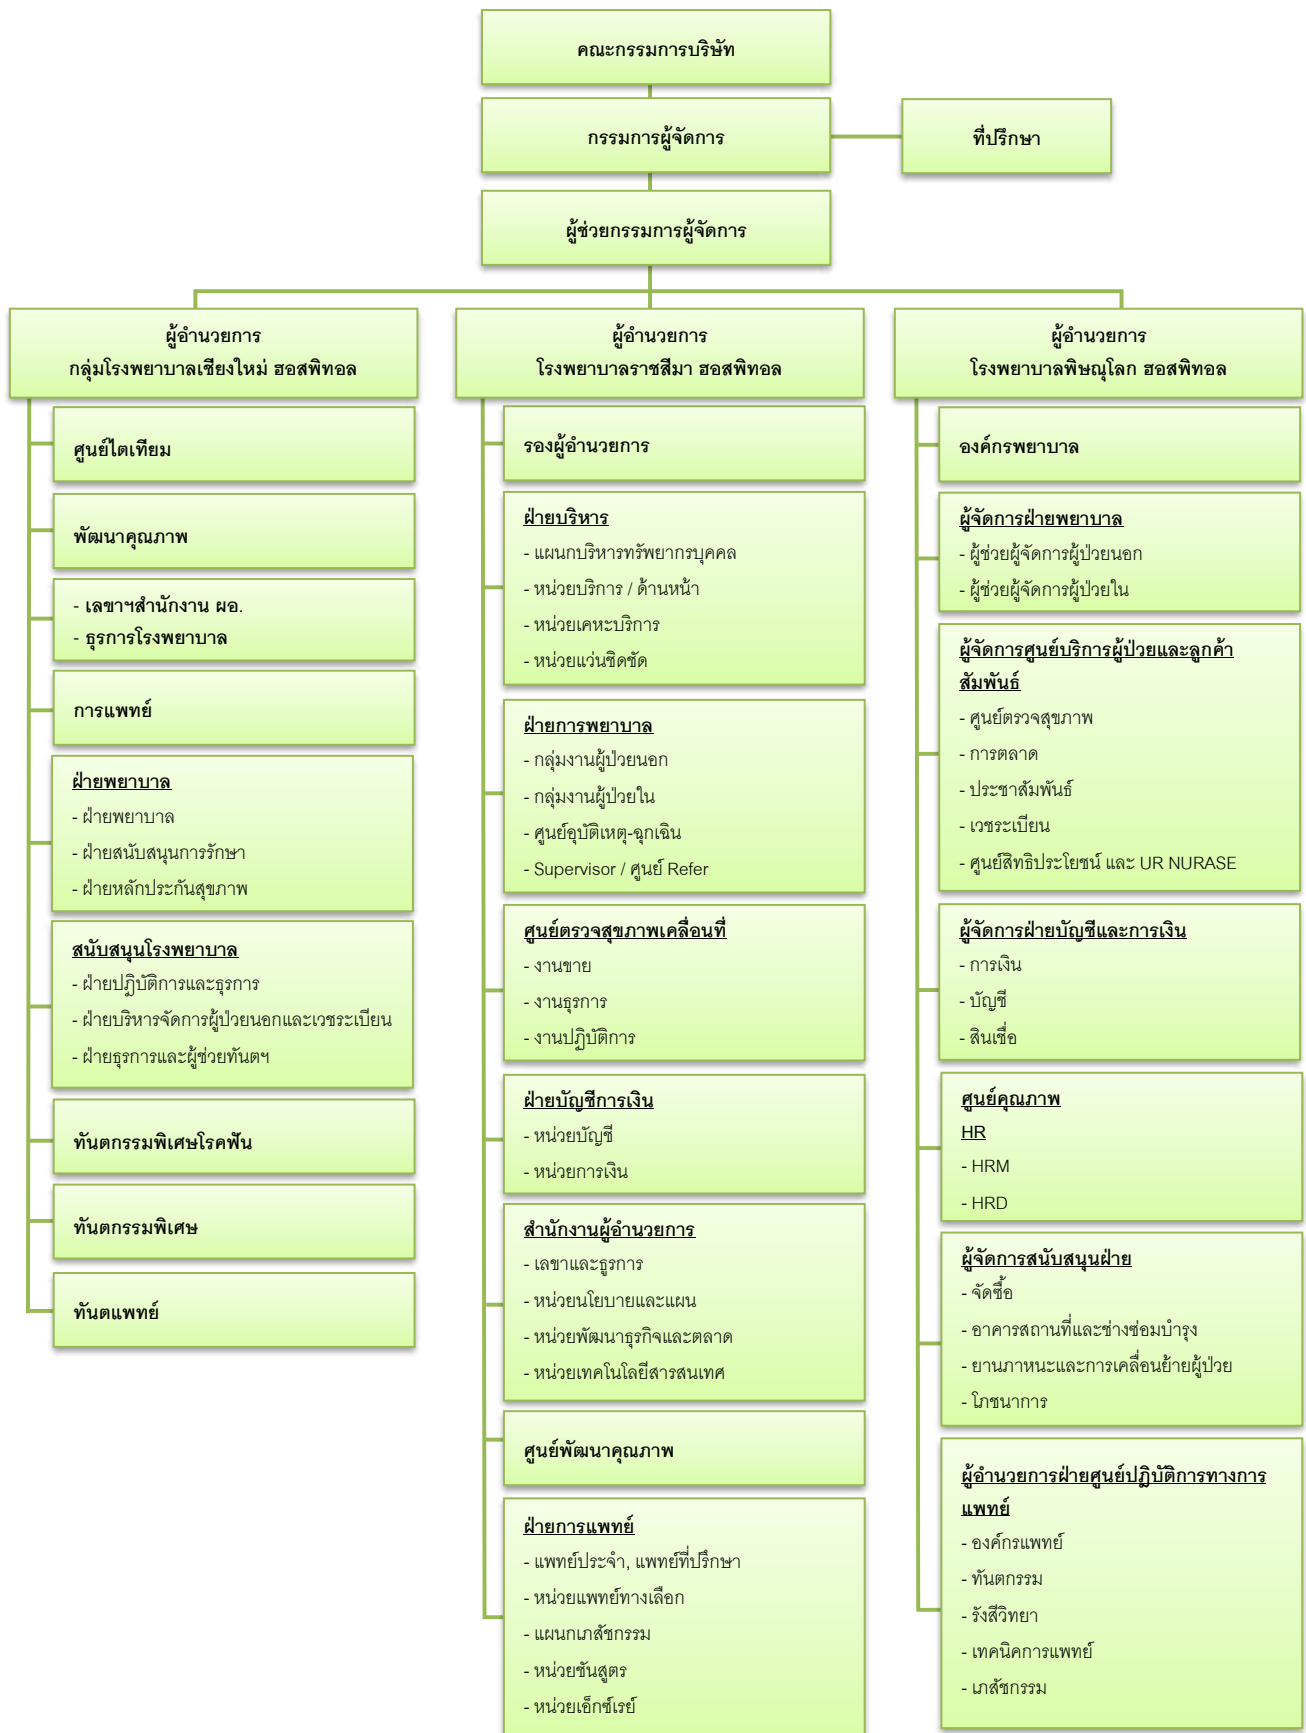 คณะกรรมการบริษัท
กรรมการผู้จัดการ
ที่ปรึกษา
ผู้ช่วยกรรมการผู้จัดการ
ผู้อำนวยการ
กลุ่มโรงพยาบาลเชียงใหม่ ฮอสพิทอล
ศูนย์ไตเทียม
พัฒนาคุณภาพ
- เลขาฯสำนักงาน ผอ.
- ธุรการโรงพยาบาล
การแพทย์
ฝ่ายพยาบาล
- ฝ่ายพยาบาล
- ฝ่ายสนับสนุนการรักษา
- ฝ่ายหลักประกันสุขภาพ
สนับสนุนโรงพยาบาล
- ฝ่ายปฏิบัติการและธุรการ
- ฝ่ายบริหารจัดการผู้ป่วยนอกและเวชระเบียน
- ฝ่ายธุรการและผู้ช่วยทันตฯ
ทันตกรรมพิเศษโรคฟัน
ทันตกรรมพิเศษ
ทันตแพทย์
ผู้อำนวยการ
โรงพยาบาลราชสีมา ฮอสพิทอล
รองผู้อำนวยการ
ฝ่ายบริหาร
- แผนกบริหารทรัพยากรบุคคล
- หน่วยบริการ / ด้านหน้า
- หน่วยเคหะบริการ
- หน่วยแว่นชิดชัด
ฝ่ายการพยาบาล
- กลุ่มงานผู้ป่วยนอก
- กลุ่มงานผู้ป่วยใน
- ศูนย์อุบัติเหตุ-ฉุกเฉิน
- Supervisor / ศูนย์ Refer
ศูนย์ตรวจสุขภาพเคลื่อนที่
- งานขาย
- งานธุรการ
- งานปฏิบัติการ
ฝ่ายบัญชีการเงิน
- หน่วยบัญชี
- หน่วยการเงิน
สำนักงานผู้อำนวยการ
- เลขาและธูรการ
- หน่วยนโยบายและแผน
- หน่วยพัฒนาธุรกิจและตลาด
- หน่วยเทคโนโลยีสารสนเทศ
ศูนย์พัฒนาคุณภาพ
ฝ่ายการแพทย์
- แพทย์ประจำ, แพทย์ที่ปรึกษา
- หน่วยแพทย์ทางเลือก
- แผนกเภสัชกรรม
- หน่วยชันสูตร
- หน่วยเอ็กซ์เรย์
ผู้อำนวยการ
โรงพยาบาลพิษณุโลก ฮอสพิทอล
องค์กรพยาบาล
ผู้จัดการฝ่ายพยาบาล
- ผู้ช่วยผู้จัดการผู้ป่วยนอก
- ผู้ช่วยผู้จัดการผู้ป่วยใน
ผู้จัดการศูนย์บริการผู้ป่วยและลูกค้า
สัมพันธ์
- ศูนย์ตรวจสุขภาพ
- การตลาด
- ประชาสัมพันธ์
- เวชระเบียน
- ศูนย์สิทธิประโยชน์ และ UR NURASE
ผู้จัดการฝ่ายบัญชีและการเงิน
- การเงิน
- บัญชี
- สินเชื่อ
ศูนย์คุณภาพ
HR
- HRM
- HRD
ผู้จัดการสนับสนุนฝ่าย
- จัดซื้อ
- อาคารสถานที่และช่างซ่อมบำรุง
- ยานภาหนะและการเคลื่อนย้ายผู้ป่วย
- โภชนาการ
ผู้อำนวยการฝ่ายศูนย์ปฏิบัติการทางการ
แพทย์
- องค์กรแพทย์
- ทันตกรรม
- รังสีวิทยา
- เทคนิคการแพทย์
- เภสัชกรรม